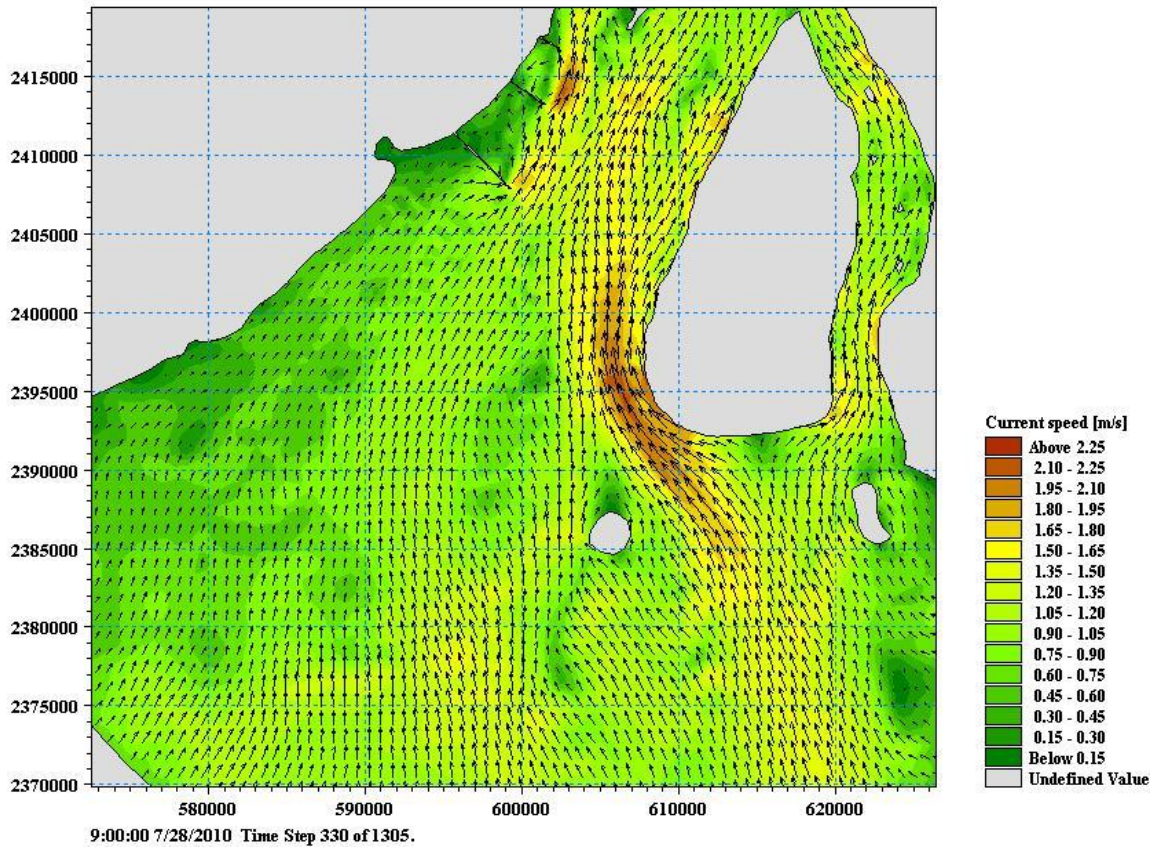 2415000
2410000
2405000
2400000
2395000
2390000
2385000
2380000
2375000
2370000
580000 590000 600000 610000 620000
9:00:00 7/28/2010 Time Step 330 of 1305.
Current speed [m/s]
Above 2.25
2.10 - 2.25
1.95 - 2.10
1.80 - 1.95
1.65 - 1.80
1.50 - 1.65
1.35 - 1.50
1.20 - 1.35
1.05 - 1.20
0.90 - 1.05
0.75 - 0.90
0.60 - 0.75
0.45 - 0.60
0.30 - 0.45
0.15 - 0.30
Below 0.15
Undefined Value